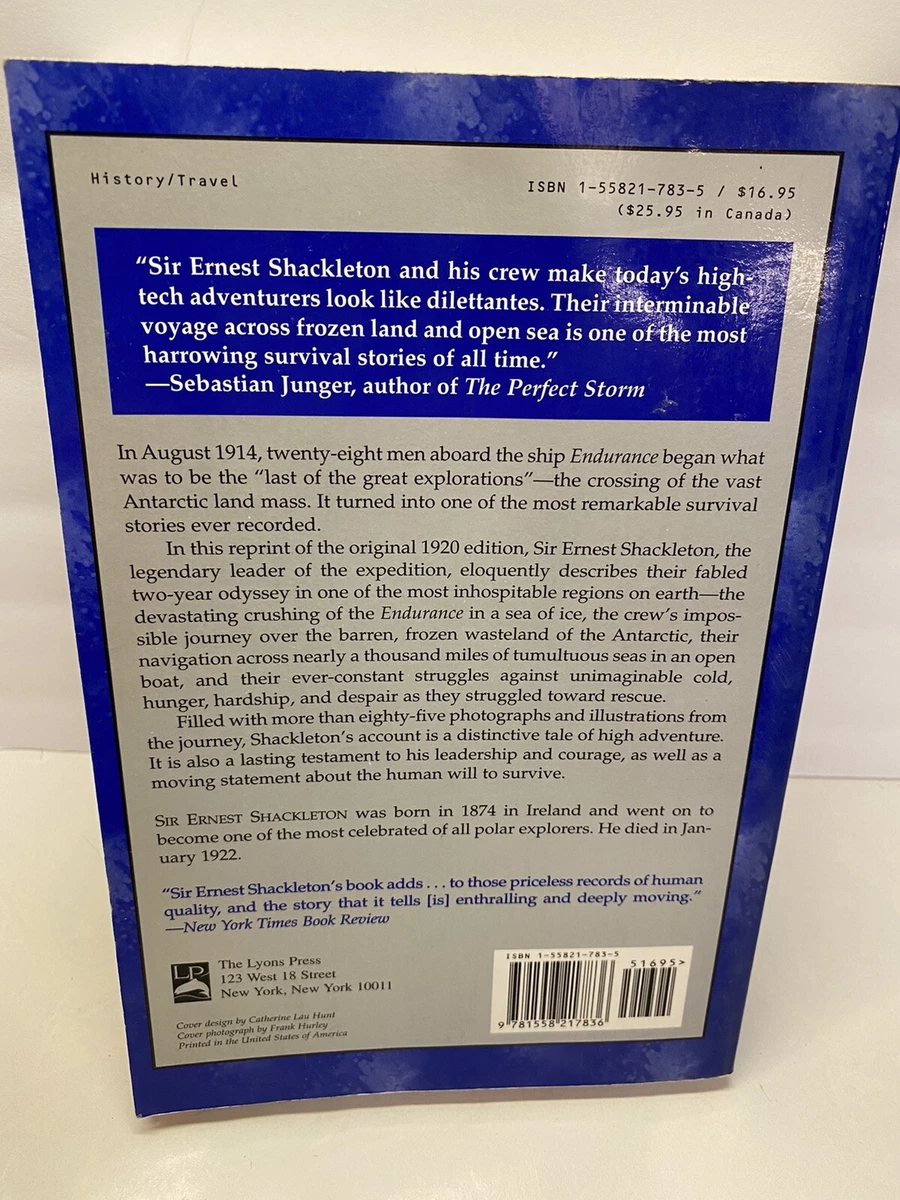 History/Travel
ISBN 1-55821-783-5 / $16.95
($25.95 in Canada)
“Sir Ernest Shackleton and his crew make today’s high-
tech adventurers look like dilettantes. Their interminable
voyage across frozen land and open sea is one of the most
harrowing survival stories of all time.”
—Sebastian Junger, author of The Perfect Storm
In August 1914, twenty-eight men aboard the ship Endurance began what
was to be the “last of the great explorations”—the crossing of the vast
Antarctic land mass. It turned into one of the most remarkable survival
stories ever recorded.
In this reprint of the original 1920 edition, Sir Ernest Shackleton, the
legendary leader of the expedition, eloquently describes their fabled
two-year odyssey in one of the most inhospitable regions on earth—the
devastating crushing of the Endurance in a sea of ice, the crew’s impos-
sible journey over the barren, frozen wasteland of the Antarctic, their
navigation across nearly a thousand miles of tumultuous seas in an open
boat, and their ever-constant struggles against unimaginable cold,
hunger, hardship, and despair as they struggled toward rescue.
Filled with more than eighty-five photographs and illustrations from
the journey, Shackleton’s account is a distinctive tale of high adventure.
It is also a lasting testament to his leadership and courage, as well as a
moving statement about the human will to survive.
SIR ERNEST SHACKLETON was born in 1874 in Ireland and went on to
become one of the most celebrated of all polar explorers. He died in Jan-
uary 1922.
“Sir Ernest Shackleton’s book adds . . . to those priceless records of human
quality, and the story that it tells [is] enthralling and deeply moving.”
—New York Times Book Review
LP
The Lyons Press
123 West 18 Street
New York, New York 10011
Cover design by Catherine Lau Hunt
Cover photograph by Frank Hurley
Printed in the United States of America
ISBN 1-55821-783-5
51695>
9 781558 217836